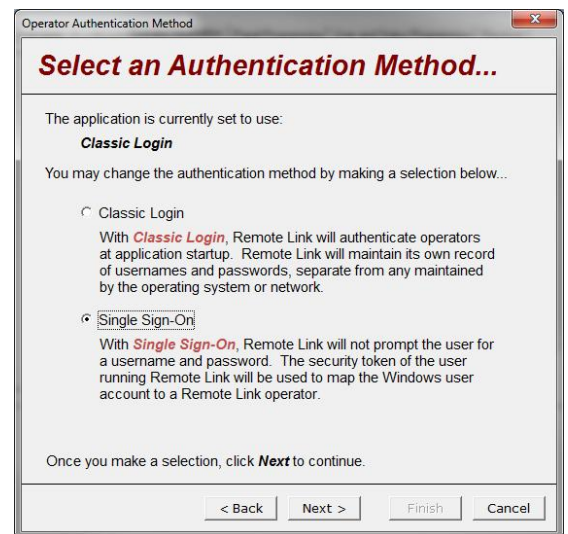 Operator Authentication Method
Select an Authentication Method...
The application is currently set to use:
Classic Login
You may change the authentication method by making a selection below...
Classic Login
With Classic Login, Remote Link will authenticate operators
at application startup. Remote Link will maintain its own record
of usernames and passwords, separate from any maintained
by the operating system or network.
Single Sign-On
With Single Sign-On, Remote Link will not prompt the user for
a username and password. The security token of the user
running Remote Link will be used to map the Windows user
account to a Remote Link operator.
Once you make a selection, click Next to continue.
< Back Next > Finish Cancel